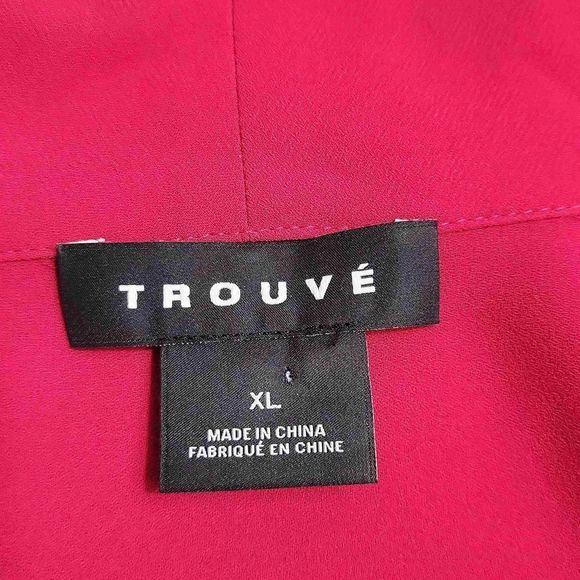 TROUVÉ
XL
MADE IN CHINA
FABRIQUÉ EN CHINE